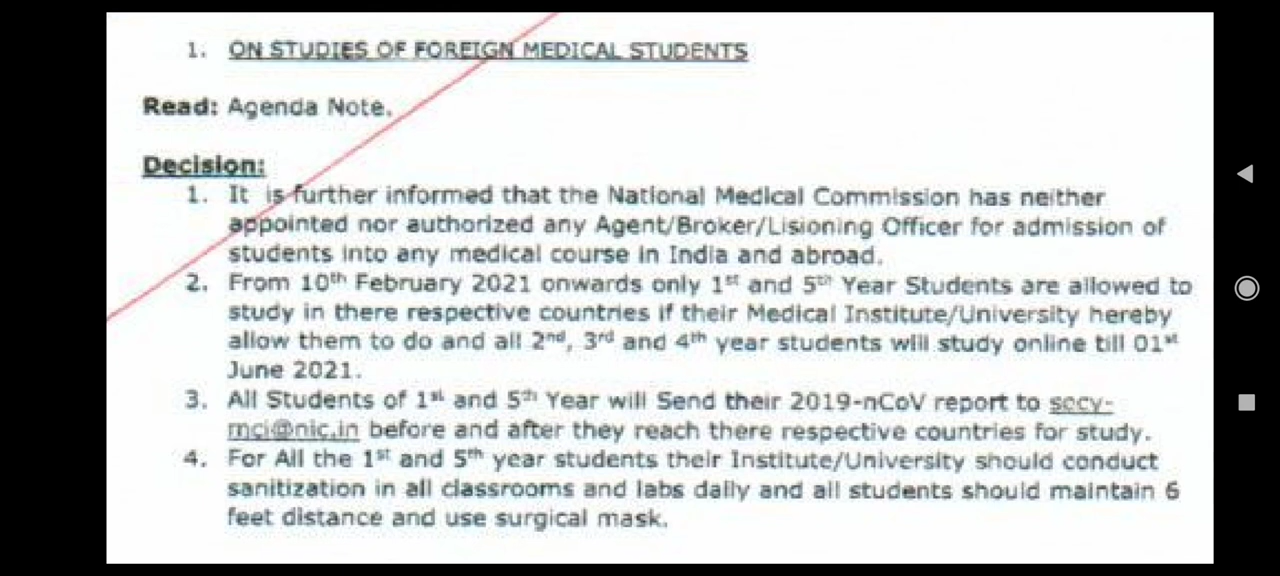 1. ON STUDIES OF FOREIGN MEDICAL STUDENTS
Read: Agenda Note.
Decision:
1. It is further informed that the National Medical Commission has neither
appointed nor authorized any Agent/Broker/Lisioning Officer for admission of
students into any medical course in India and abroad.
2. From 10th February 2021 onwards only 1st and 5th Year Students are allowed to
study in there respective countries if their Medical Institute/University hereby
allow them to do and all 2nd, 3rd and 4th year students will study online till 01st
June 2021.
3. All Students of 1st and 5th Year will Send their 2019-nCoV report to secy-
mci@nic.in before and after they reach there respective countries for study.
4. For All the 1st and 5th year students their Institute/University should conduct
sanitization in all classrooms and labs daily and all students should maintain 6
feet distance and use surgical mask.